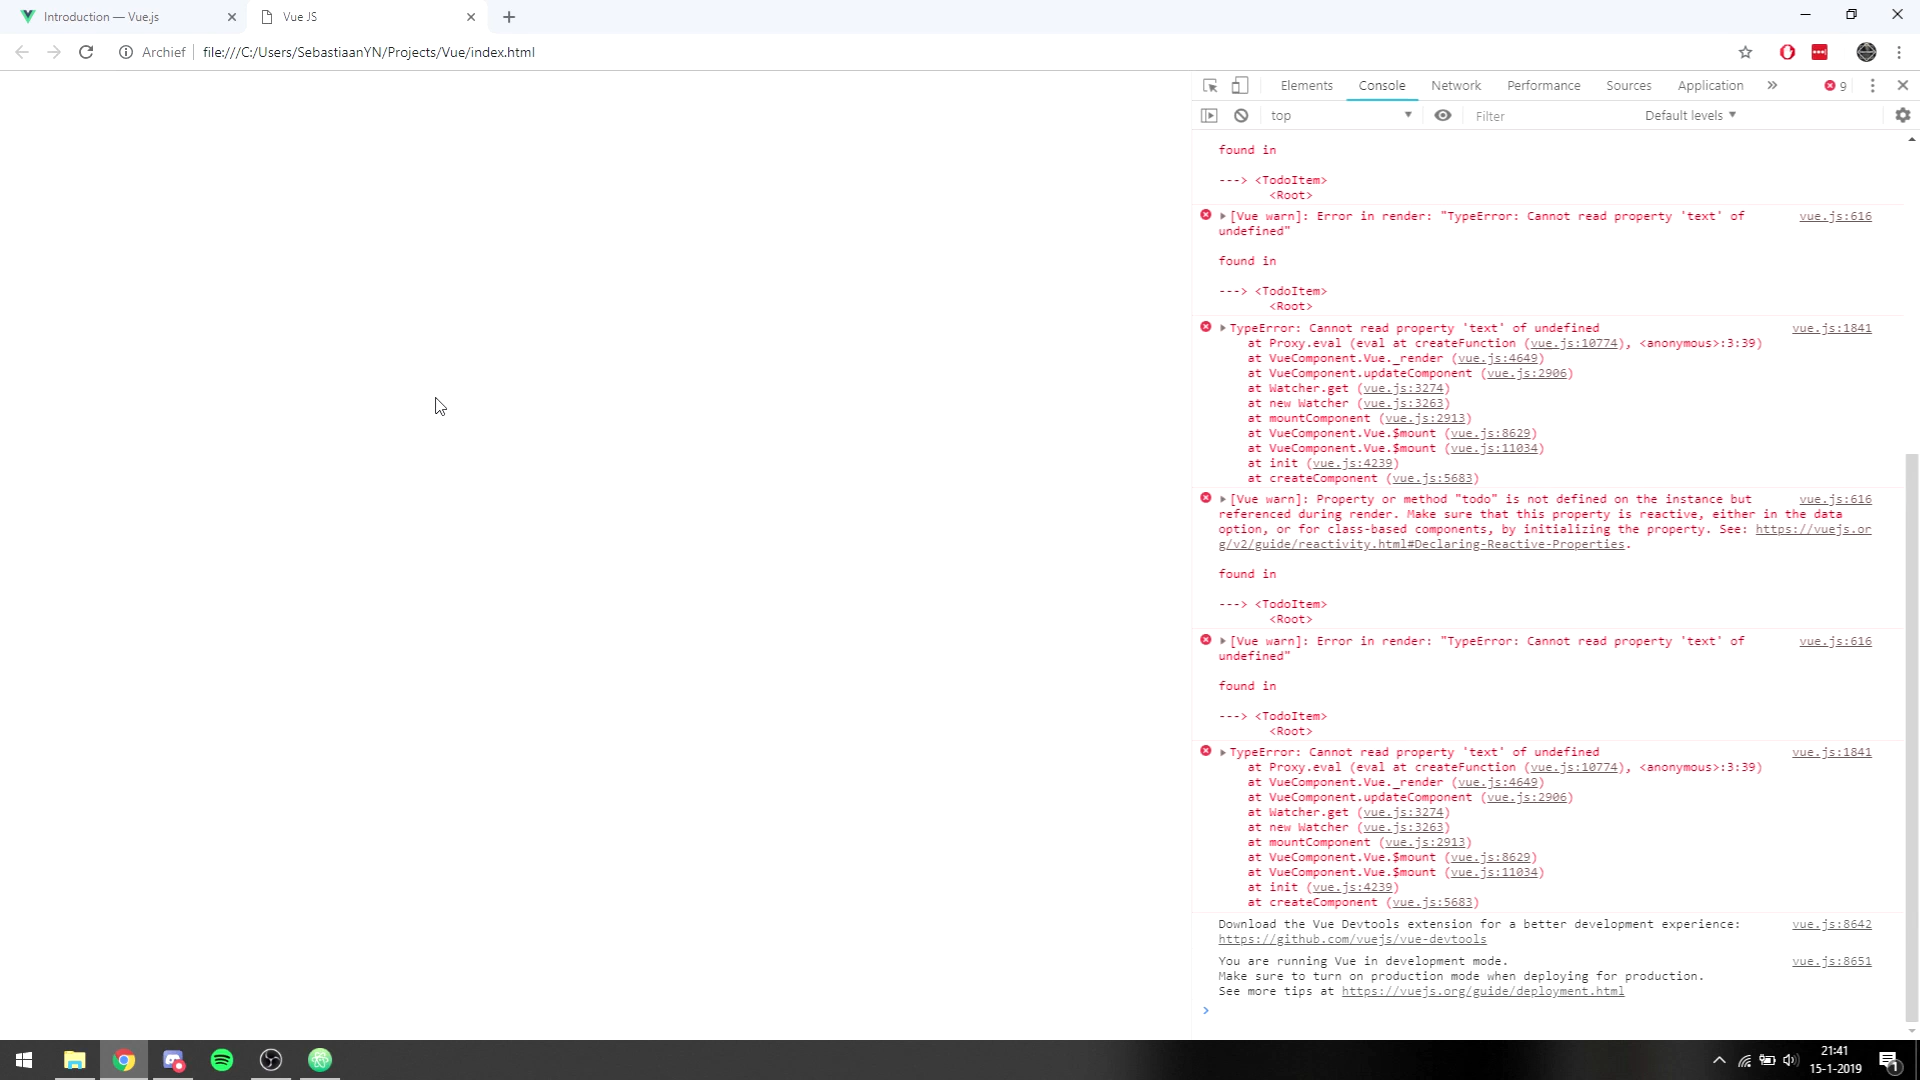 Introduction — Vue.js
Vue JS
Archief
file:///C:/Users/SebastiaanYN/Projects/Vue/index.html
Elements Console Network Performance Sources Application » 9
top Filter Default levels
found in
---> <TodoItem>
<Root>
[Vue warn]: Error in render: "TypeError: Cannot read property 'text' of vue.js:616
undefined"
found in
---> <TodoItem>
<Root>
TypeError: Cannot read property 'text' of undefined vue.js:1841
at Proxy.eval (eval at createFunction (vue.js:10774), <anonymous>:3:39)
at VueComponent.Vue._render (vue.js:4649)
at VueComponent.updateComponent (vue.js:2906)
at Watcher.get (vue.js:3274)
at new Watcher (vue.js:3263)
at mountComponent (vue.js:2913)
at VueComponent.Vue.$mount (vue.js:8629)
at VueComponent.Vue.$mount (vue.js:11034)
at init (vue.js:4239)
at createComponent (vue.js:5683)
[Vue warn]: Property or method "todo" is not defined on the instance but vue.js:616
referenced during render. Make sure that this property is reactive, either in the data
option, or for class-based components, by initializing the property. See: https://vuejs.or
g/v2/guide/reactivity.html#Declaring-Reactive-Properties.
found in
---> <TodoItem>
<Root>
[Vue warn]: Error in render: "TypeError: Cannot read property 'text' of vue.js:616
undefined"
found in
---> <TodoItem>
<Root>
TypeError: Cannot read property 'text' of undefined vue.js:1841
at Proxy.eval (eval at createFunction (vue.js:10774), <anonymous>:3:39)
at VueComponent.Vue._render (vue.js:4649)
at VueComponent.updateComponent (vue.js:2906)
at Watcher.get (vue.js:3274)
at new Watcher (vue.js:3263)
at mountComponent (vue.js:2913)
at VueComponent.Vue.$mount (vue.js:8629)
at VueComponent.Vue.$mount (vue.js:11034)
at init (vue.js:4239)
at createComponent (vue.js:5683)
Download the Vue Devtools extension for a better development experience: vue.js:8642
https://github.com/vuejs/vue-devtools
You are running Vue in development mode. vue.js:8651
Make sure to turn on production mode when deploying for production.
See more tips at https://vuejs.org/guide/deployment.html
21:41
15-1-2019
1